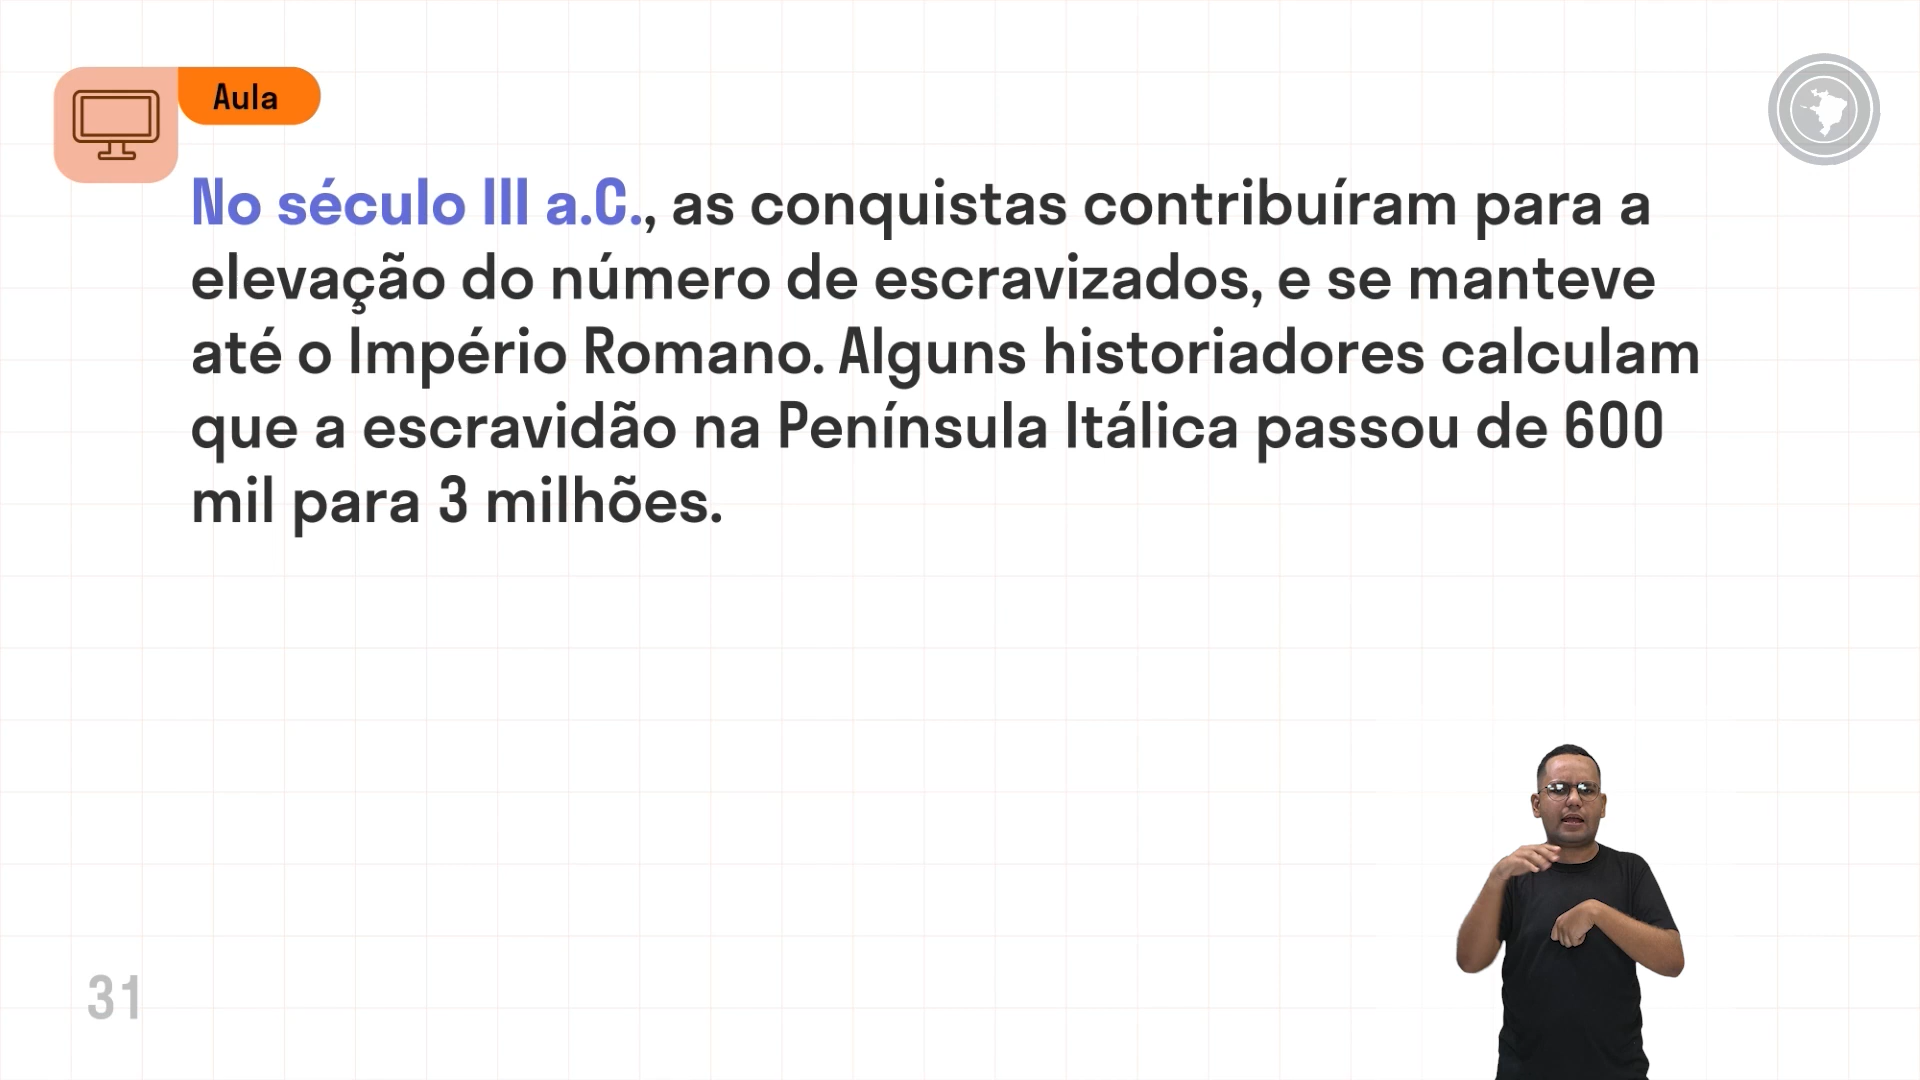 Aula
No século III a.C., as conquistas contribuíram para a
elevação do número de escravizados, e se manteve
até o Império Romano. Alguns historiadores calculam
que a escravidão na Península Itálica passou de 600
mil para 3 milhões.
31